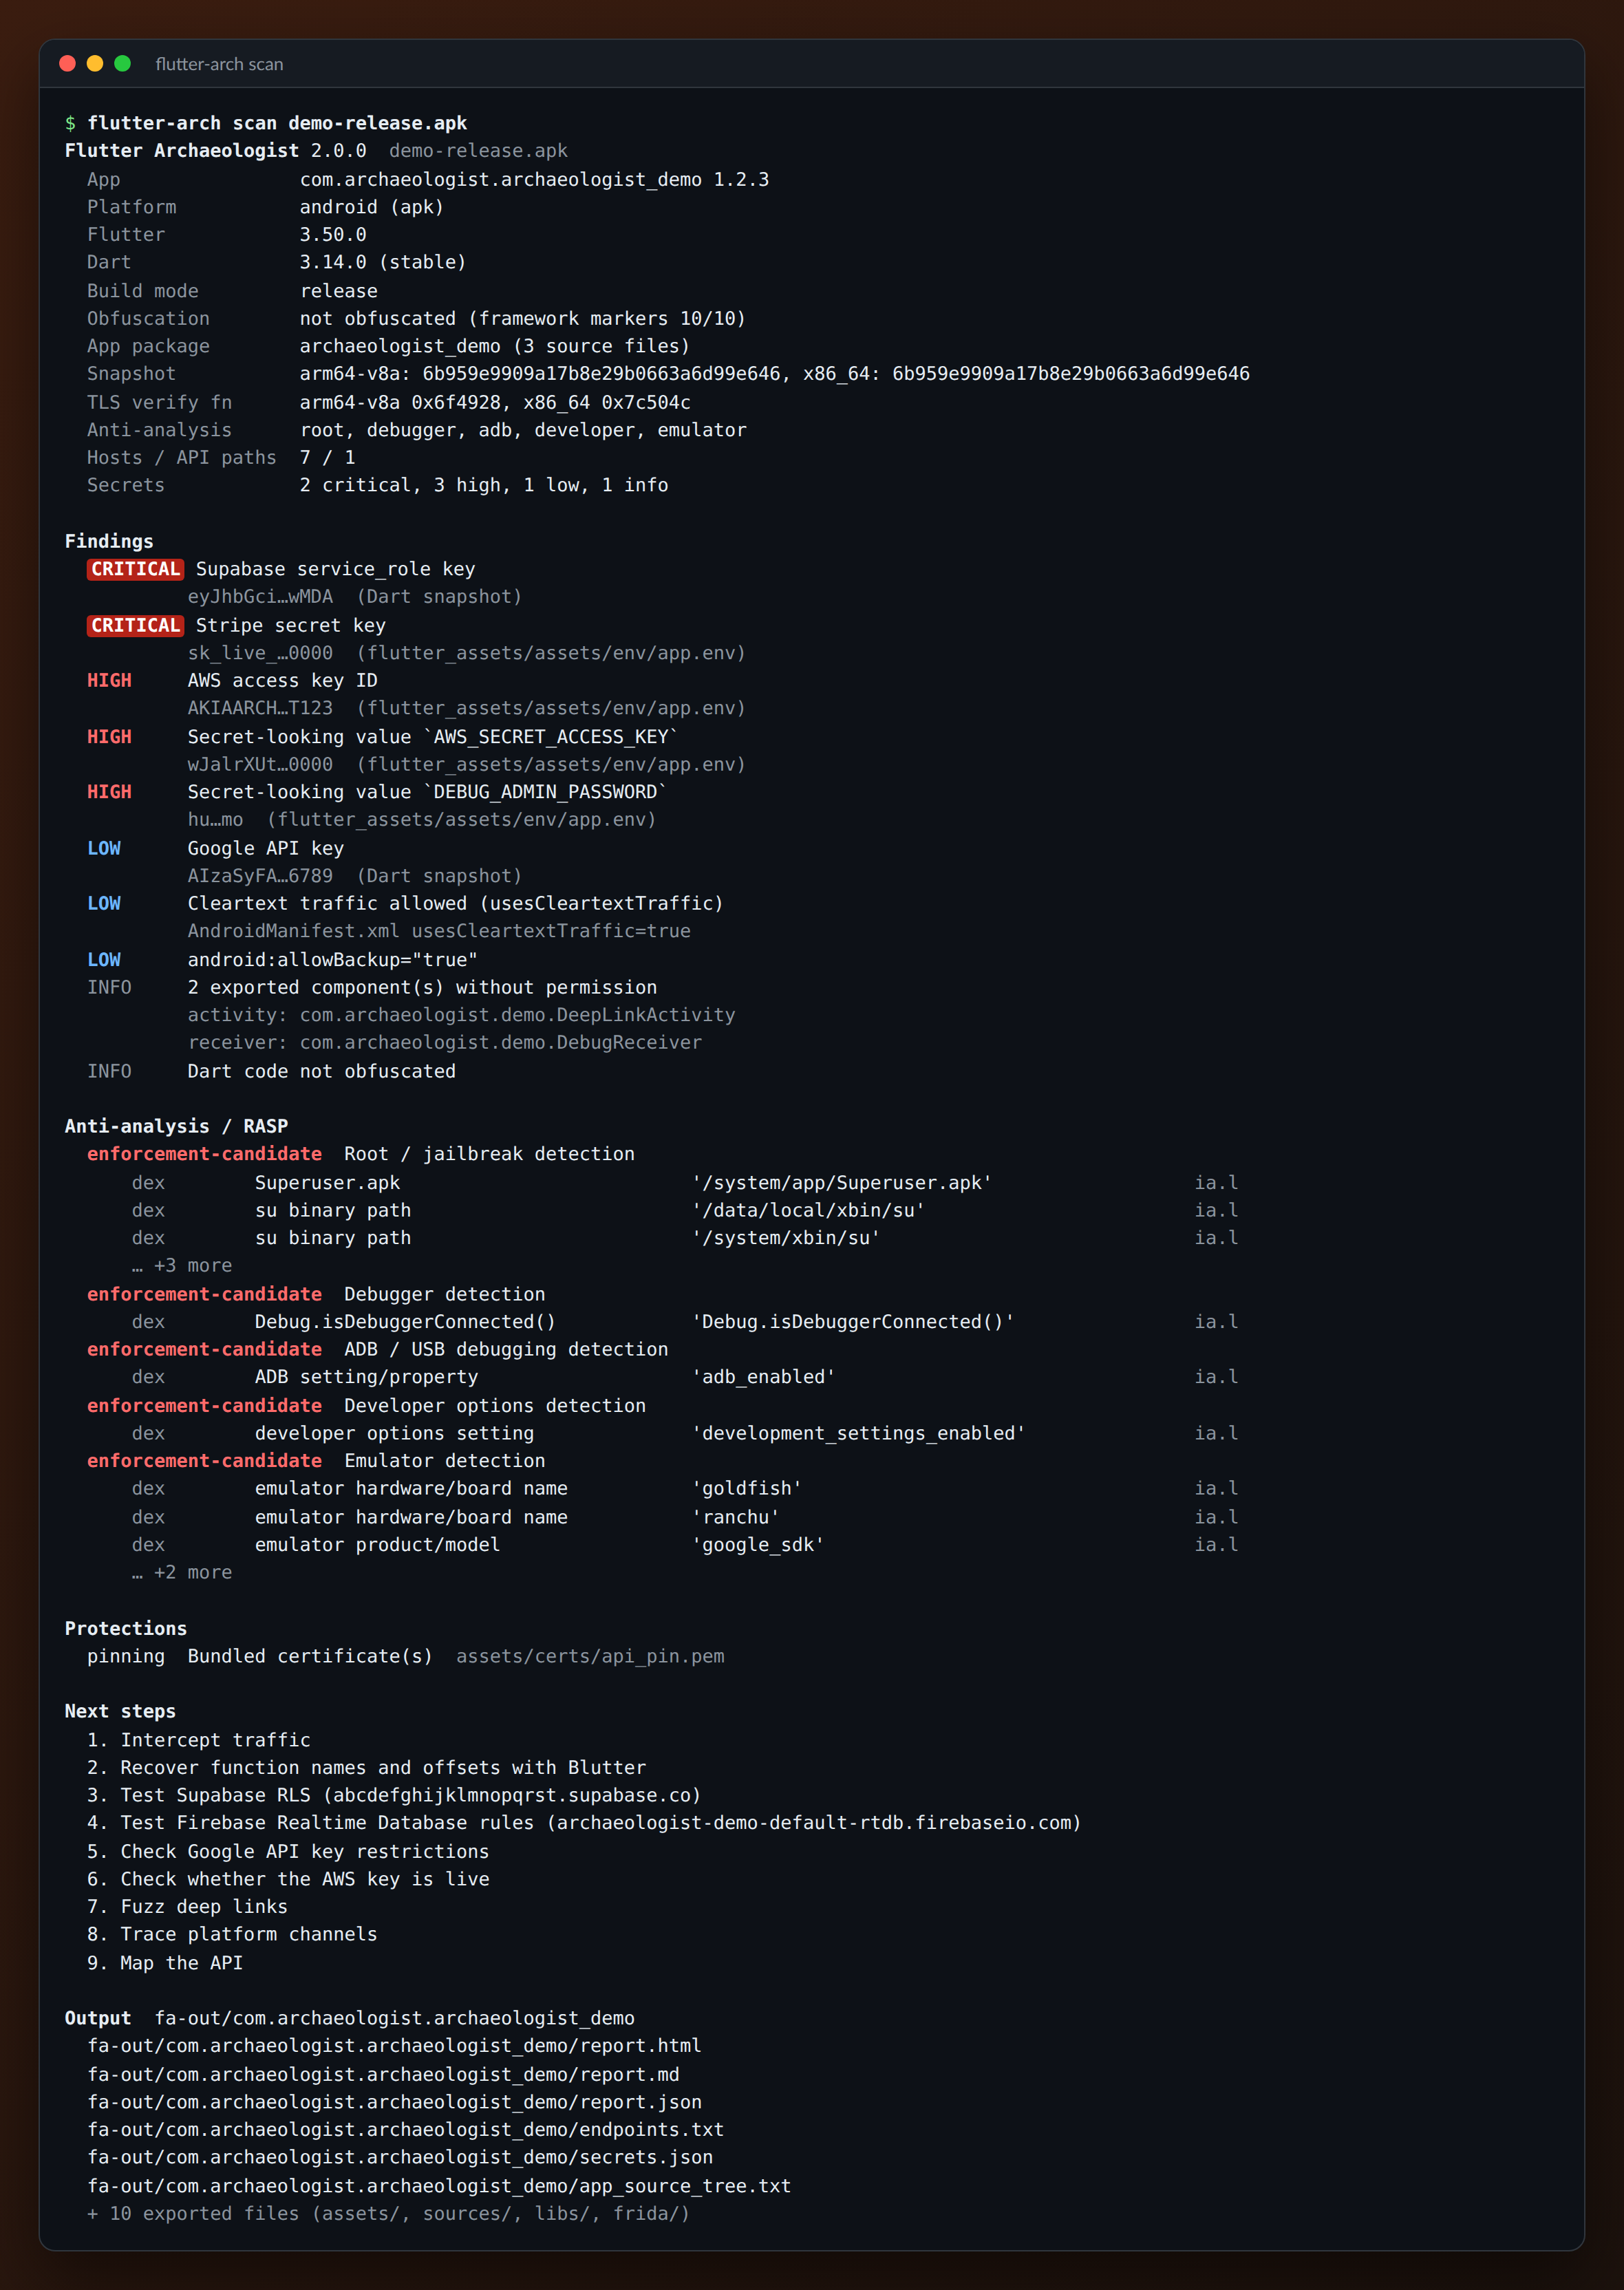 flutter-arch scan
$ flutter-arch scan demo-release.apk
Flutter Archaeologist 2.0.0  demo-release.apk
  App                com.archaeologist.archaeologist_demo 1.2.3
  Platform           android (apk)
  Flutter            3.50.0
  Dart               3.14.0 (stable)
  Build mode         release
  Obfuscation        not obfuscated (framework markers 10/10)
  App package        archaeologist_demo (3 source files)
  Snapshot           arm64-v8a: 6b959e9909a17b8e29b0663a6d99e646, x86_64: 6b959e9909a17b8e29b0663a6d99e646
  TLS verify fn      arm64-v8a 0x6f4928, x86_64 0x7c504c
  Anti-analysis      root, debugger, adb, developer, emulator
  Hosts / API paths  7 / 1
  Secrets            2 critical, 3 high, 1 low, 1 info
Findings
  CRITICAL Supabase service_role key
           eyJhbGci…wMDA  (Dart snapshot)
  CRITICAL Stripe secret key
           sk_live_…0000  (flutter_assets/assets/env/app.env)
  HIGH     AWS access key ID
           AKIAARCH…T123  (flutter_assets/assets/env/app.env)
  HIGH     Secret-looking value `AWS_SECRET_ACCESS_KEY`
           wJalrXUt…0000  (flutter_assets/assets/env/app.env)
  HIGH     Secret-looking value `DEBUG_ADMIN_PASSWORD`
           hu…mo  (flutter_assets/assets/env/app.env)
  LOW      Google API key
           AIzaSyFA…6789  (Dart snapshot)
  LOW      Cleartext traffic allowed (usesCleartextTraffic)
           AndroidManifest.xml usesCleartextTraffic=true
  LOW      android:allowBackup="true"
  INFO     2 exported component(s) without permission
           activity: com.archaeologist.demo.DeepLinkActivity
           receiver: com.archaeologist.demo.DebugReceiver
  INFO     Dart code not obfuscated
Anti-analysis / RASP
  enforcement-candidate  Root / jailbreak detection
      dex        Superuser.apk                          '/system/app/Superuser.apk'                  ia.l
      dex        su binary path                         '/data/local/xbin/su'                        ia.l
      dex        su binary path                         '/system/xbin/su'                            ia.l
      … +3 more
  enforcement-candidate  Debugger detection
      dex        Debug.isDebuggerConnected()            'Debug.isDebuggerConnected()'                ia.l
  enforcement-candidate  ADB / USB debugging detection
      dex        ADB setting/property                   'adb_enabled'                                ia.l
  enforcement-candidate  Developer options detection
      dex        developer options setting              'development_settings_enabled'               ia.l
  enforcement-candidate  Emulator detection
      dex        emulator hardware/board name           'goldfish'                                   ia.l
      dex        emulator hardware/board name           'ranchu'                                     ia.l
      dex        emulator product/model                 'google_sdk'                                 ia.l
      … +2 more
Protections
  pinning  Bundled certificate(s)  assets/certs/api_pin.pem
Next steps
  1. Intercept traffic
  2. Recover function names and offsets with Blutter
  3. Test Supabase RLS (abcdefghijklmnopqrst.supabase.co)
  4. Test Firebase Realtime Database rules (archaeologist-demo-default-rtdb.firebaseio.com)
  5. Check Google API key restrictions
  6. Check whether the AWS key is live
  7. Fuzz deep links
  8. Trace platform channels
  9. Map the API
Output  fa-out/com.archaeologist.archaeologist_demo
  fa-out/com.archaeologist.archaeologist_demo/report.html
  fa-out/com.archaeologist.archaeologist_demo/report.md
  fa-out/com.archaeologist.archaeologist_demo/report.json
  fa-out/com.archaeologist.archaeologist_demo/endpoints.txt
  fa-out/com.archaeologist.archaeologist_demo/secrets.json
  fa-out/com.archaeologist.archaeologist_demo/app_source_tree.txt
  + 10 exported files (assets/, sources/, libs/, frida/)